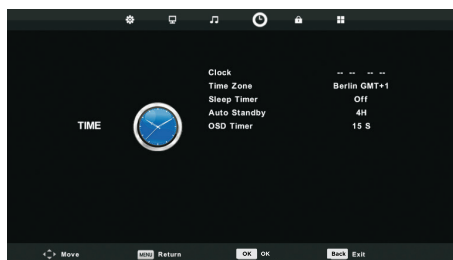 Clock -- -- -- --
Time Zone Berlin GMT+1
Sleep Timer Off
Auto Standby 4H
OSD Timer 15 S
TIME
Move MENU Return OK OK Back Exit